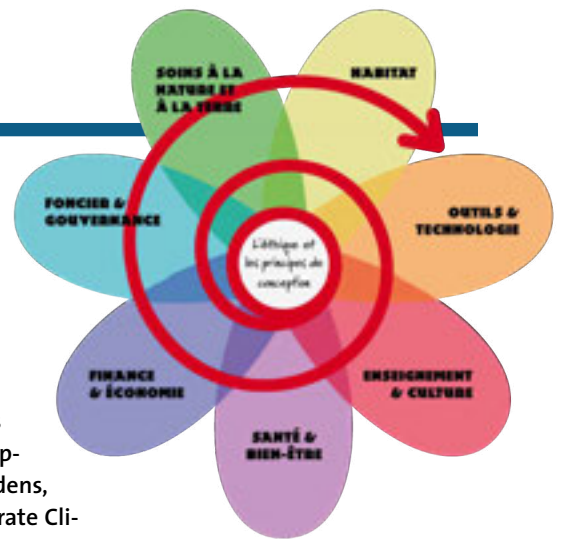 SOINS À LA
NATURE ET
À LA TERRE
HABITAT
FONCIER &
GOUVERNANCE
OUTILS &
TECHNOLOGIE
L'éthique et
les principes de
conception
FINANCE
& ÉCONOMIE
ENSEIGNEMENT
& CULTURE
SANTÉ &
BIEN-ÊTRE
p-
dens,
rate Cli-